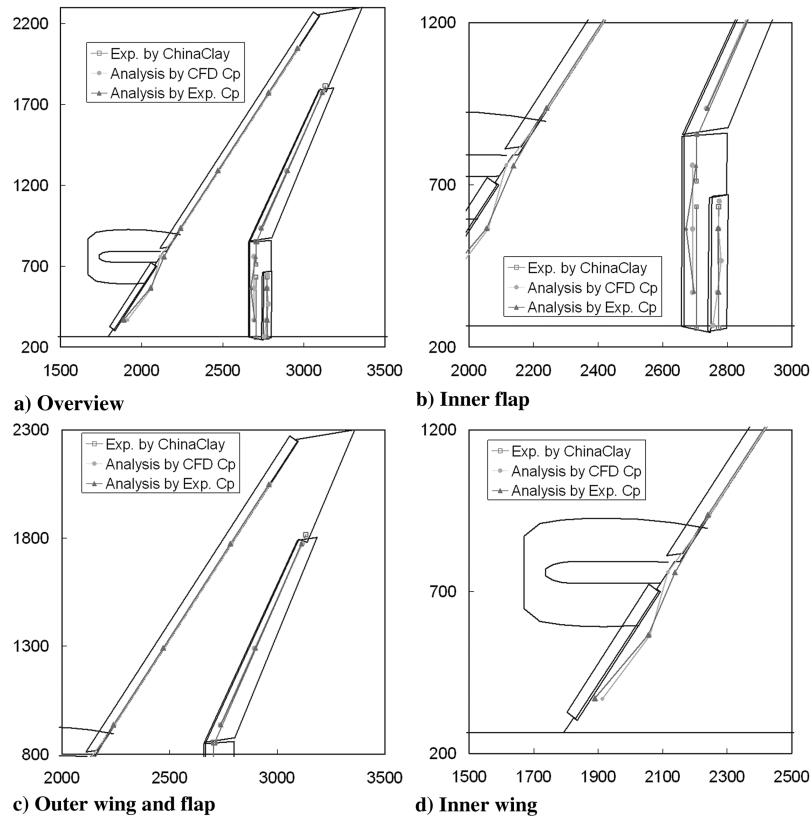 2200
1700
1200
700
200
1500 2000 2500 3000 3500
Exp. by ChinaClay
Analysis by CFD Cp
Analysis by Exp. Cp
a) Overview
1200
700
200
2000 2200 2400 2600 2800 3000
Exp. by ChinaClay
Analysis by CFD Cp
Analysis by Exp. Cp
b) Inner flap
2300
1800
1300
800
2000 2500 3000 3500
Exp. by ChinaClay
Analysis by CFD Cp
Analysis by Exp. Cp
c) Outer wing and flap
1200
700
200
1500 1700 1900 2100 2300 2500
Exp. by ChinaClay
Analysis by CFD Cp
Analysis by Exp. Cp
d) Inner wing